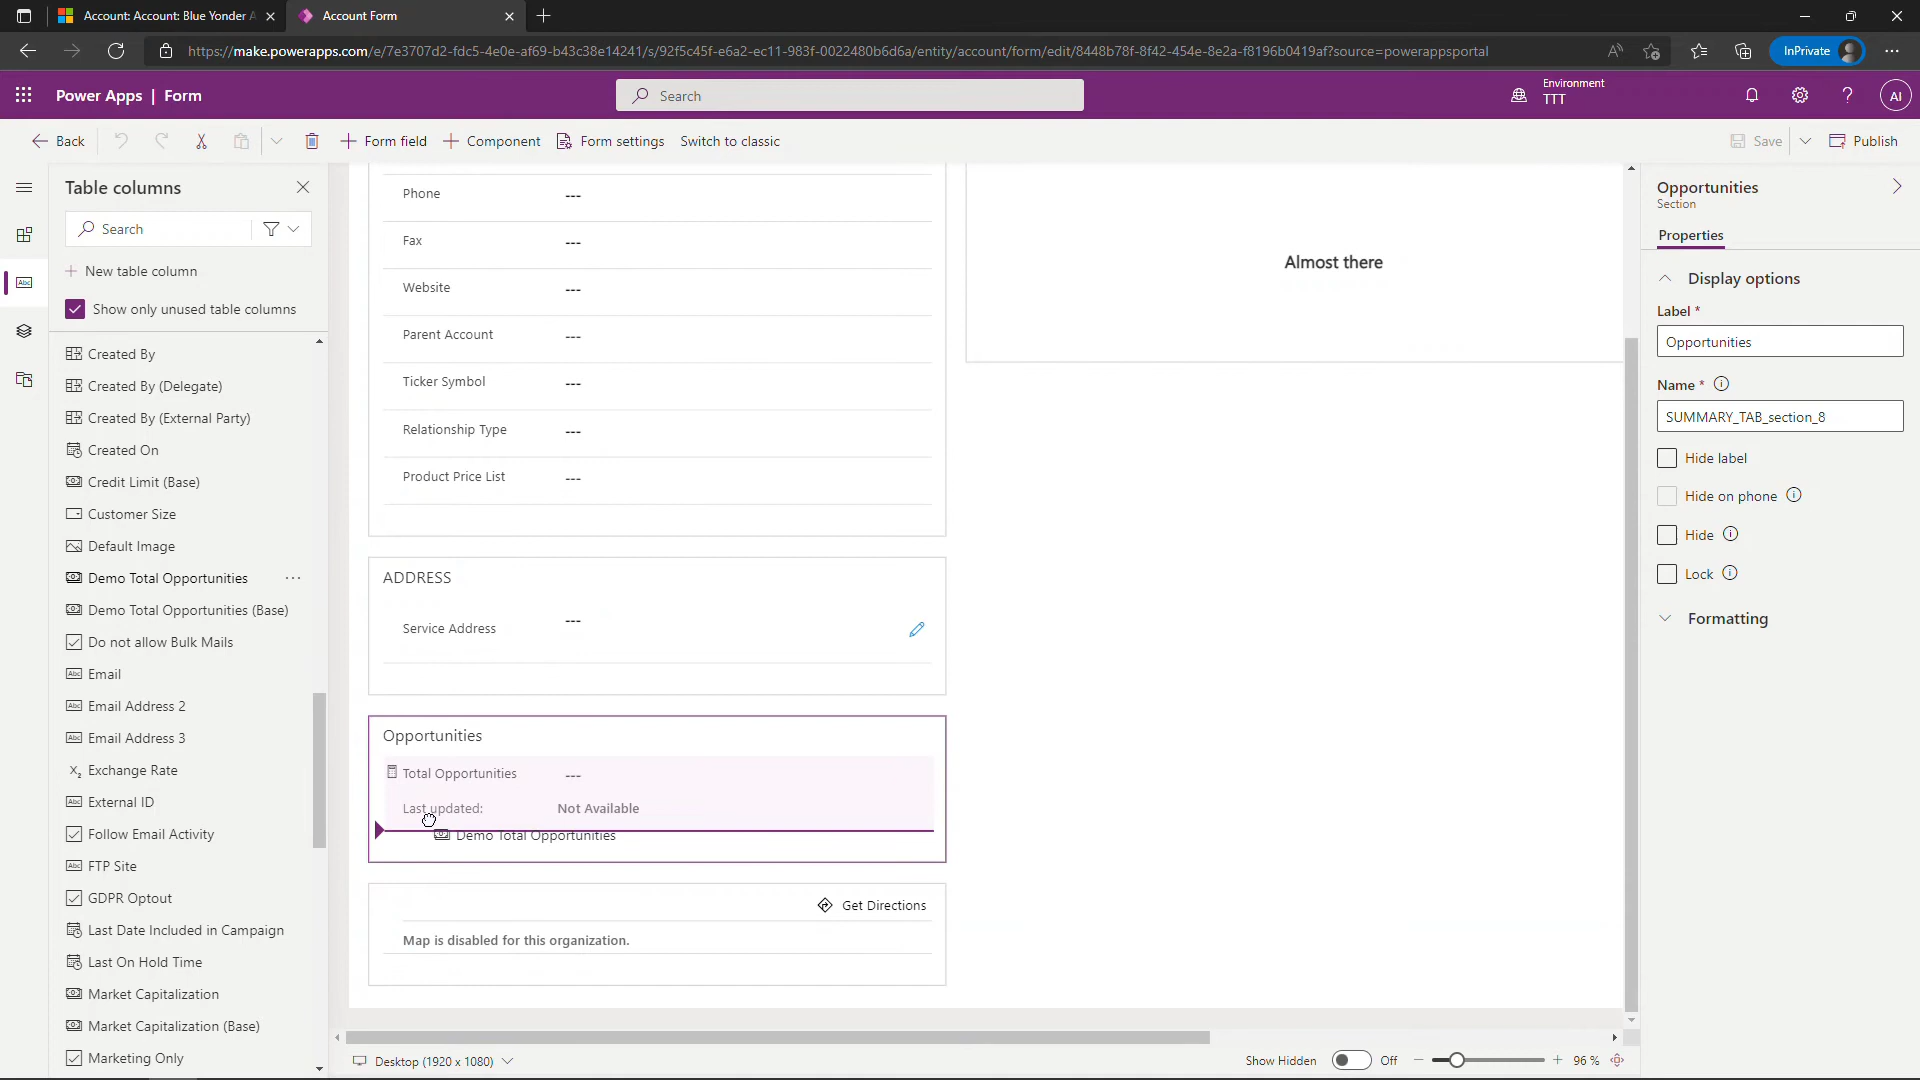 Account: Account: Blue Yonder A
Account Form
https://make.powerapps.com/e/7e3707d2-fdc5-4e0e-af69-b43c38e14241/s/92f5c45f-e6a2-ec11-983f-0022480b6d6a/entity/account/form/edit/8448b78f-8f42-454e-8e2a-f8196b0419af?source=powerappsportal
InPrivate
Power Apps | Form
Search
Environment
TTT
AI
Back
Form field
Component
Form settings
Switch to classic
Save
Publish
Table columns
Search
New table column
Show only unused table columns
Created By
Created By (Delegate)
Created By (External Party)
Created On
Credit Limit (Base)
Customer Size
Default Image
Demo Total Opportunities
Demo Total Opportunities (Base)
Do not allow Bulk Mails
Email
Email Address 2
Email Address 3
Exchange Rate
External ID
Follow Email Activity
FTP Site
GDPR Optout
Last Date Included in Campaign
Last On Hold Time
Market Capitalization
Market Capitalization (Base)
Marketing Only
Phone ---
Fax ---
Website ---
Parent Account ---
Ticker Symbol ---
Relationship Type ---
Product Price List ---
ADDRESS
Service Address ---
Opportunities
Total Opportunities ---
Last updated: Not Available
Demo Total Opportunities
Get Directions
Map is disabled for this organization.
Almost there
Desktop (1920 x 1080)
Show Hidden Off
96 %
Opportunities
Section
Properties
Display options
Label *
Opportunities
Name *
SUMMARY_TAB_section_8
Hide label
Hide on phone
Hide
Lock
Formatting